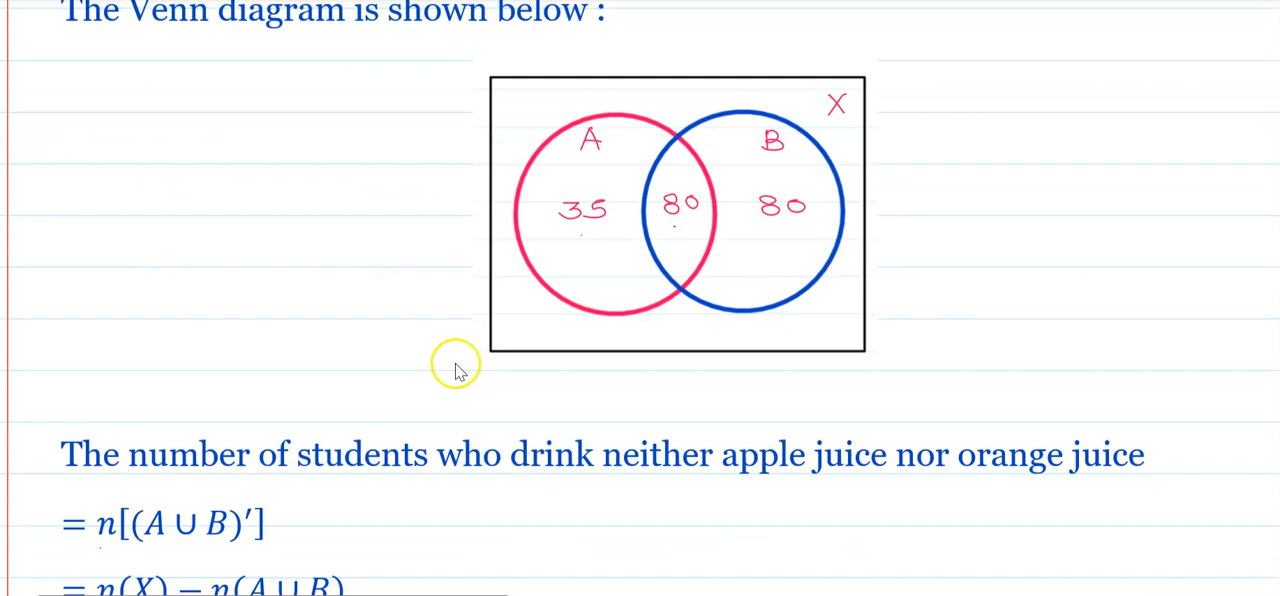 The Venn diagram is shown below :
X
A B
35 80 80
The number of students who drink neither apple juice nor orange juice
= n[(A ∪ B)′]
= n(X) − n(A ∪ B)